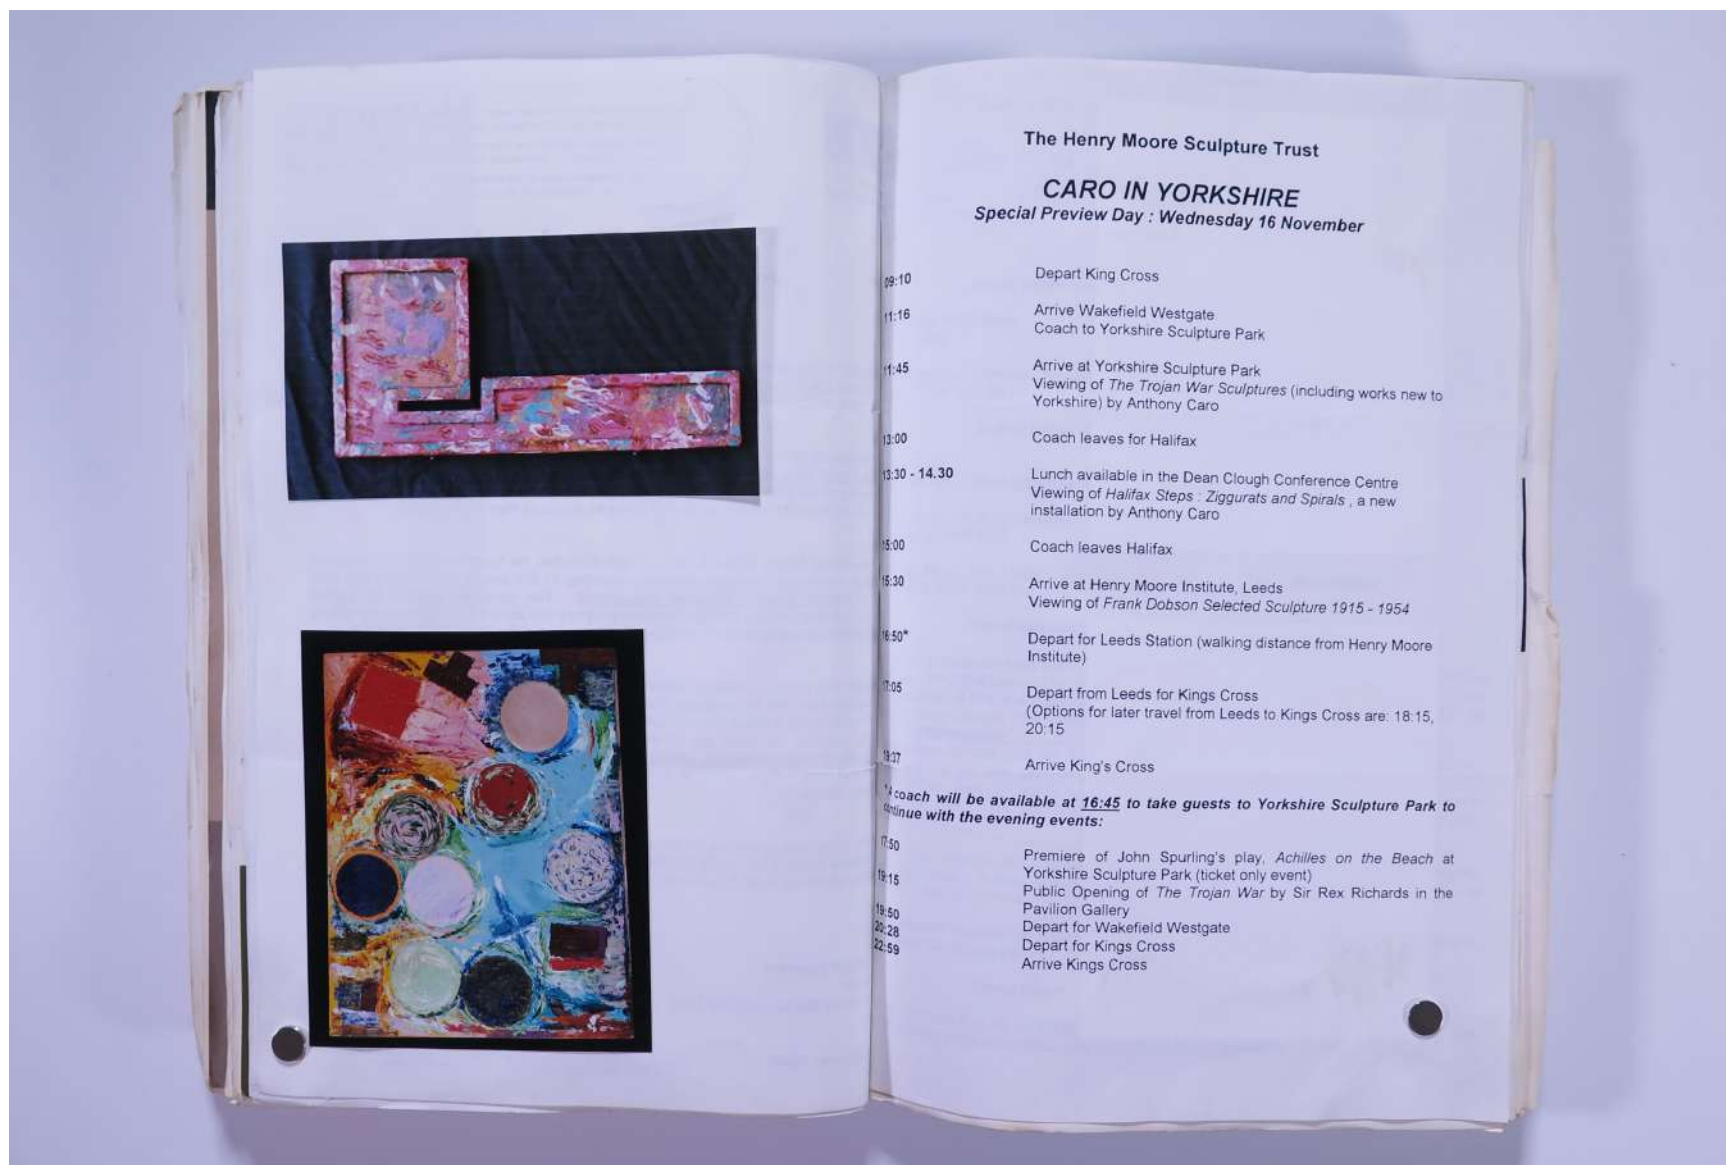 The Henry Moore Sculpture Trust
CARO IN YORKSHIRE
Special Preview Day : Wednesday 16 November
09:10 Depart King Cross
11:16 Arrive Wakefield Westgate
Coach to Yorkshire Sculpture Park
11:45 Arrive at Yorkshire Sculpture Park
Viewing of The Trojan War Sculptures (including works new to
Yorkshire) by Anthony Caro
13:00 Coach leaves for Halifax
13:30 - 14.30 Lunch available in the Dean Clough Conference Centre
Viewing of Halifax Steps : Ziggurats and Spirals , a new
installation by Anthony Caro
15:00 Coach leaves Halifax
15:30 Arrive at Henry Moore Institute, Leeds
Viewing of Frank Dobson Selected Sculpture 1915 - 1954
16:50* Depart for Leeds Station (walking distance from Henry Moore
Institute)
17:05 Depart from Leeds for Kings Cross
(Options for later travel from Leeds to Kings Cross are: 18:15,
20:15
19:37 Arrive King's Cross
*A coach will be available at 16:45 to take guests to Yorkshire Sculpture Park to
continue with the evening events:
17:50 Premiere of John Spurling's play, Achilles on the Beach at
Yorkshire Sculpture Park (ticket only event)
19:15 Public Opening of The Trojan War by Sir Rex Richards in the
Pavilion Gallery
19:50 Depart for Wakefield Westgate
20:28 Depart for Kings Cross
22:59 Arrive Kings Cross